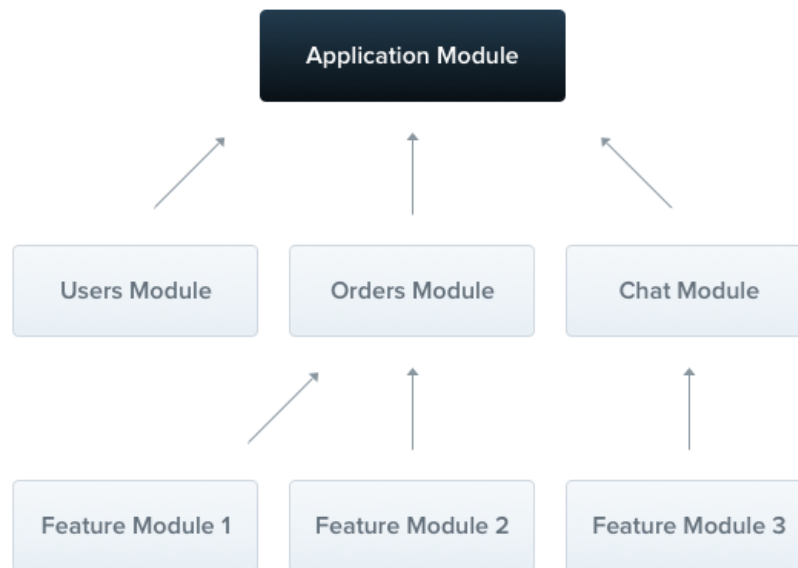 Application Module
Users Module
Orders Module
Chat Module
Feature Module 1
Feature Module 2
Feature Module 3